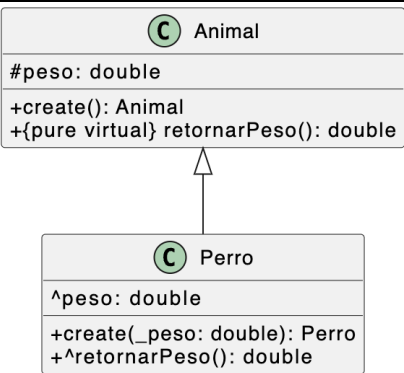 C Animal
#peso: double
+create(): Animal
+{pure virtual} retornarPeso(): double
C Perro
^peso: double
+create(_peso: double): Perro
+^retornarPeso(): double